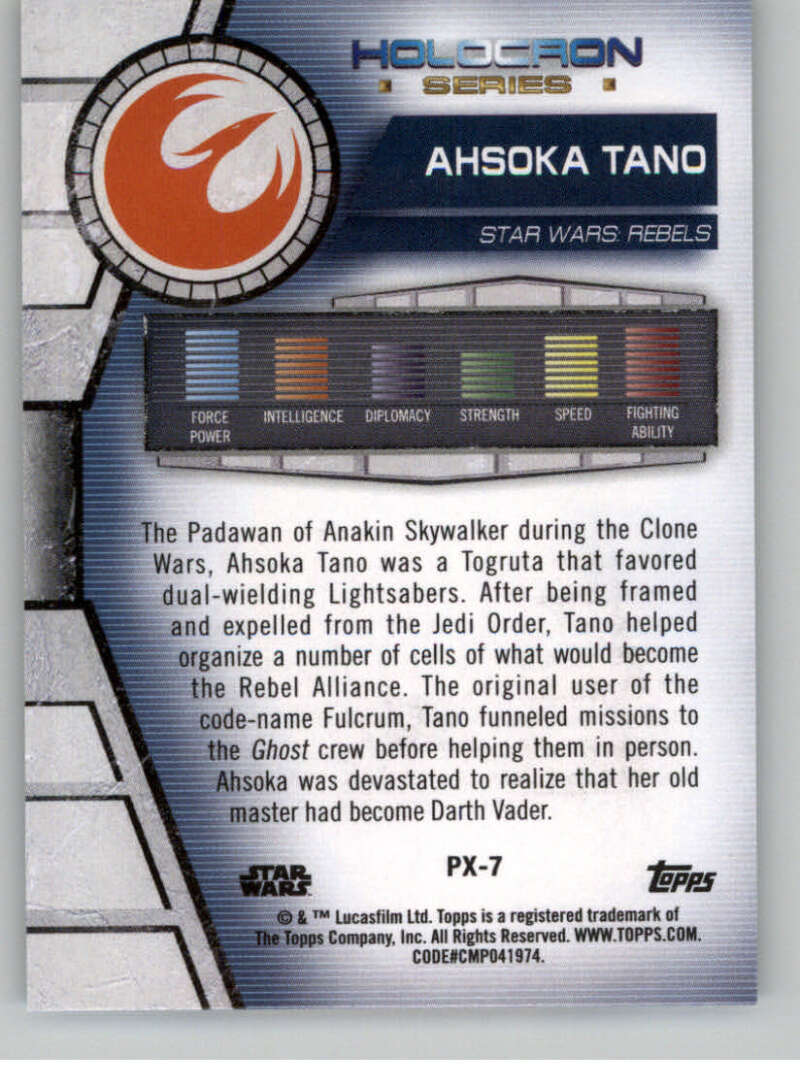 HOLOCRON
SERIES
AHSOKA TANO
STAR WARS: REBELS
FORCE POWER
INTELLIGENCE
DIPLOMACY
STRENGTH
SPEED
FIGHTING ABILITY
The Padawan of Anakin Skywalker during the Clone
Wars, Ahsoka Tano was a Togruta that favored
dual-wielding Lightsabers. After being framed
and expelled from the Jedi Order, Tano helped
organize a number of cells of what would become
the Rebel Alliance. The original user of the
code-name Fulcrum, Tano funneled missions to
the Ghost crew before helping them in person.
Ahsoka was devastated to realize that her old
master had become Darth Vader.
STAR
WARS
PX-7
topps
© & ™ Lucasfilm Ltd. Topps is a registered trademark of
The Topps Company, Inc. All Rights Reserved. WWW.TOPPS.COM.
CODE#CMP041974.